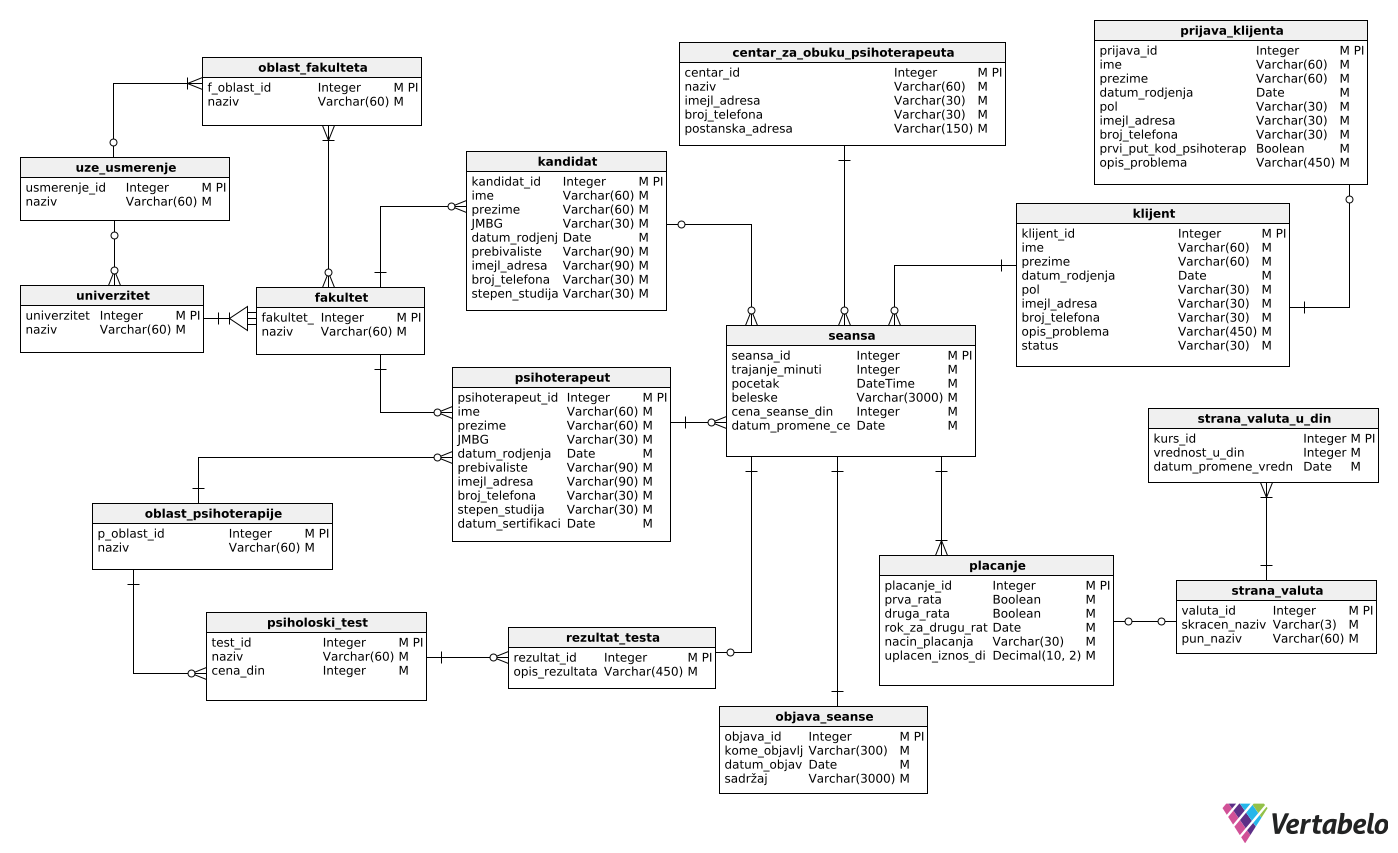 prijava_klijenta
prijava_id Integer M PI
ime Varchar(60) M
prezime Varchar(60) M
datum_rodjenja Date M
pol Varchar(30) M
imejl_adresa Varchar(30) M
broj_telefona Varchar(30) M
prvi_put_kod_psihoterap Boolean M
opis_problema Varchar(450) M
centar_za_obuku_psihoterapeuta
centar_id Integer M PI
naziv Varchar(60) M
imejl_adresa Varchar(30) M
broj_telefona Varchar(30) M
postanska_adresa Varchar(150) M
oblast_fakulteta
f_oblast_id Integer M PI
naziv Varchar(60) M
uze_usmerenje
usmerenje_id Integer M PI
naziv Varchar(60) M
kandidat
kandidat_id Integer M PI
ime Varchar(60) M
prezime Varchar(60) M
JMBG Varchar(30) M
datum_rodjenj Date M
prebivaliste Varchar(90) M
imejl_adresa Varchar(90) M
broj_telefona Varchar(30) M
stepen_studija Varchar(30) M
klijent
klijent_id Integer M PI
ime Varchar(60) M
prezime Varchar(60) M
datum_rodjenja Date M
pol Varchar(30) M
imejl_adresa Varchar(30) M
broj_telefona Varchar(30) M
opis_problema Varchar(450) M
status Varchar(30) M
univerzitet
univerzitet Integer M PI
naziv Varchar(60) M
fakultet
fakultet_ Integer M PI
naziv Varchar(60) M
seansa
seansa_id Integer M PI
trajanje_minuti Integer M
pocetak DateTime M
beleske Varchar(3000) M
cena_seanse_din Integer M
datum_promene_ce Date M
psihoterapeut
psihoterapeut_id Integer M PI
ime Varchar(60) M
prezime Varchar(60) M
JMBG Varchar(30) M
datum_rodjenja Date M
prebivaliste Varchar(90) M
imejl_adresa Varchar(90) M
broj_telefona Varchar(30) M
stepen_studija Varchar(30) M
datum_sertifikaci Date M
strana_valuta_u_din
kurs_id Integer M PI
vrednost_u_din Integer M
datum_promene_vredn Date M
oblast_psihoterapije
p_oblast_id Integer M PI
naziv Varchar(60) M
placanje
placanje_id Integer M PI
prva_rata Boolean M
druga_rata Boolean M
rok_za_drugu_rat Date M
nacin_placanja Varchar(30) M
uplacen_iznos_di Decimal(10, 2) M
strana_valuta
valuta_id Integer M PI
skracen_naziv Varchar(3) M
pun_naziv Varchar(60) M
psiholoski_test
test_id Integer M PI
naziv Varchar(60) M
cena_din Integer M
rezultat_testa
rezultat_id Integer M PI
opis_rezultata Varchar(450) M
objava_seanse
objava_id Integer M PI
kome_objavlj Varchar(300) M
datum_objav Date M
sadržaj Varchar(3000) M
Vertabelo